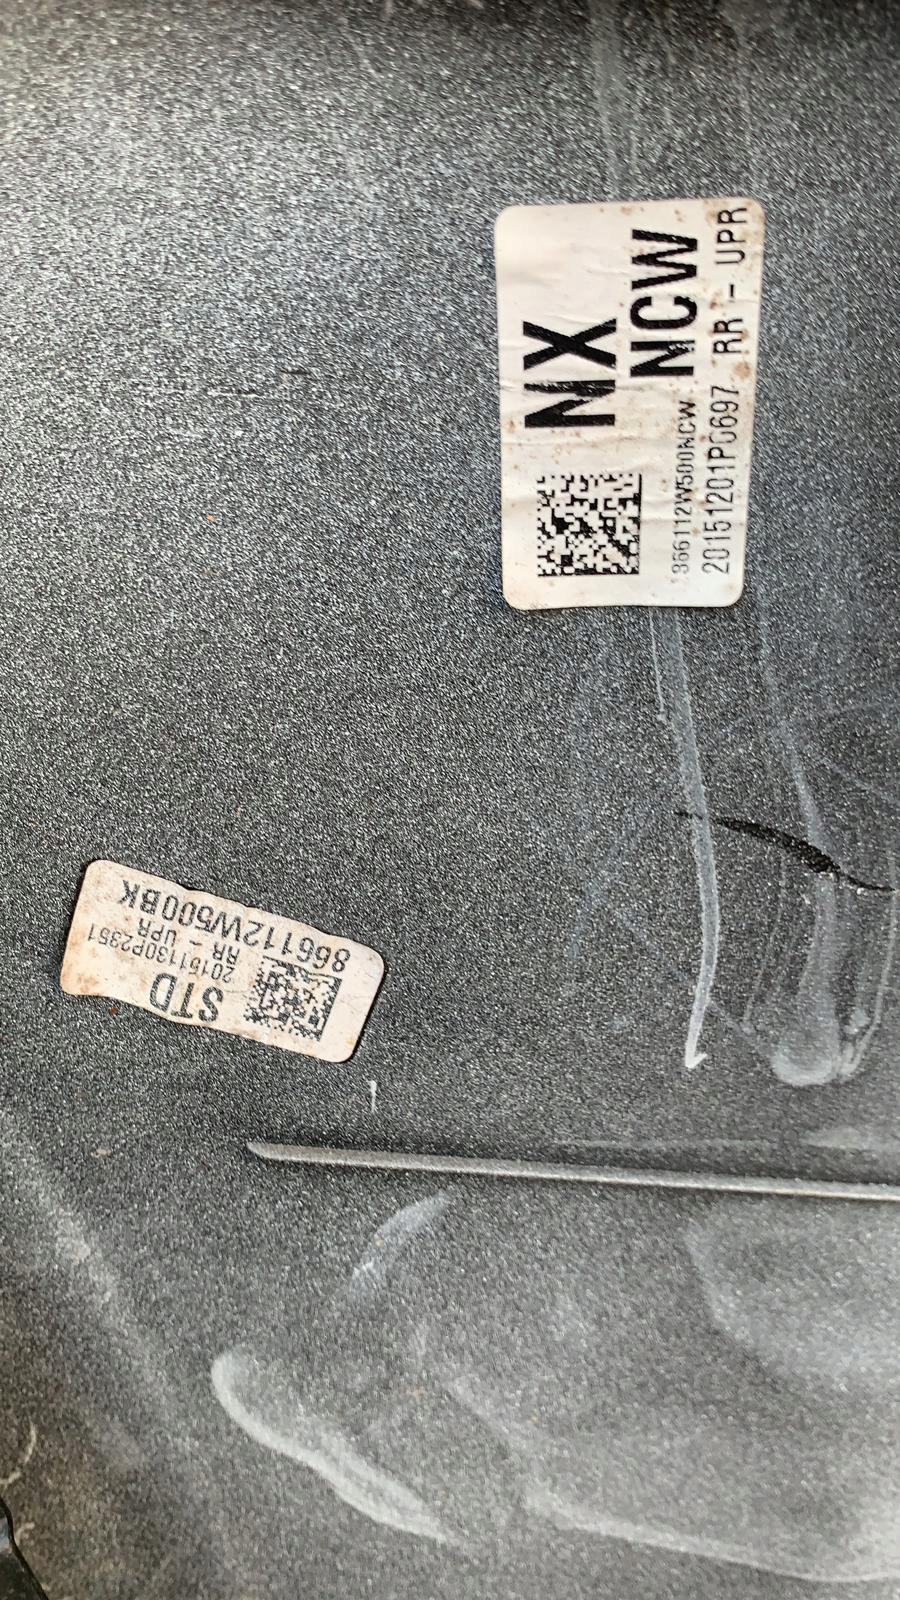 NX
NCW
866112W500NCW
20151201P0697 RR - UPR
866112W500BK
RR - UPR
20151130P2351
STD